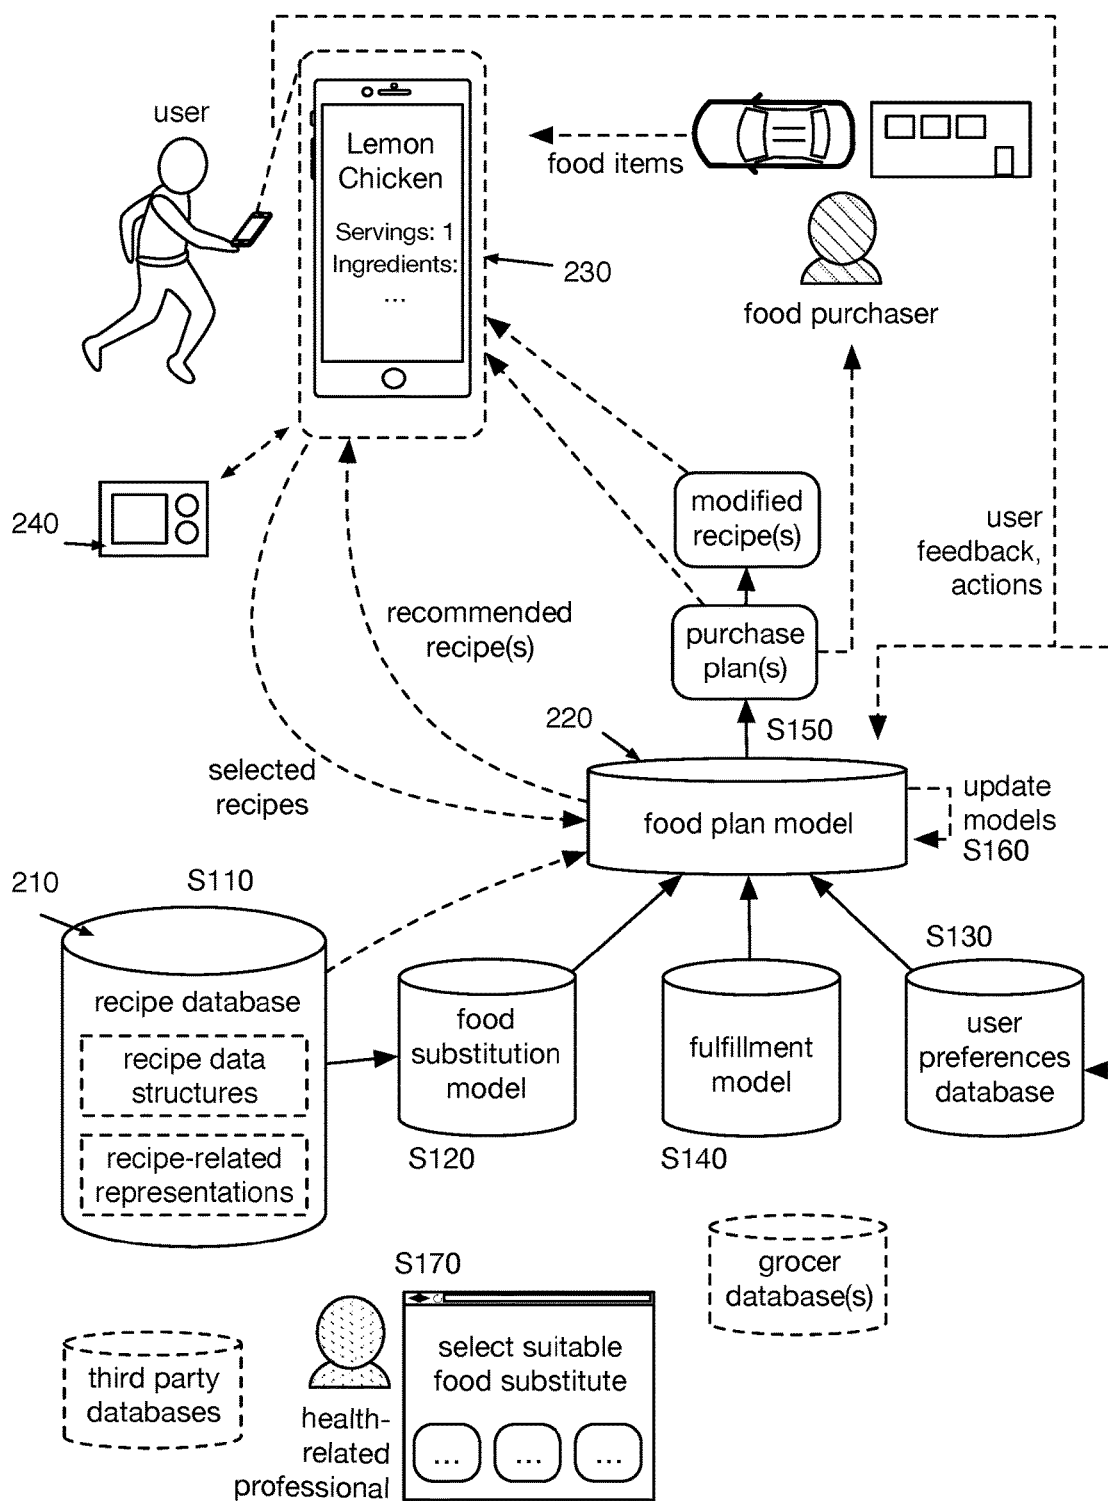 user
Lemon
Chicken
Servings: 1
Ingredients:
...
food items
230
food purchaser
240
modified
recipe(s)
user
feedback,
actions
recommended
recipe(s)
purchase
plan(s)
220
S150
selected
recipes
food plan model
update
models
S160
210
S110
S130
recipe database
recipe data
structures
recipe-related
representations
food
substitution
model
fulfillment
model
user
preferences
database
S120
S140
grocer
database(s)
S170
select suitable
food substitute
... ... ...
third party
databases
health-
related
professional